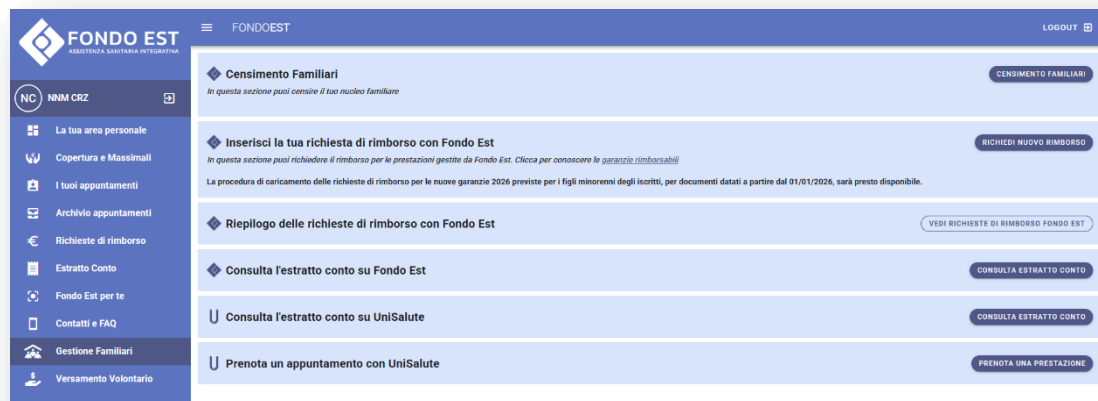 FONDO EST
ASSISTENZA SANITARIA INTEGRATIVA
FONDOEST
LOGOUT
NC NNM CRZ
La tua area personale
Copertura e Massimali
I tuoi appuntamenti
Archivio appuntamenti
Richieste di rimborso
Estratto Conto
Fondo Est per te
Contatti e FAQ
Gestione Familiari
Versamento Volontario
Censimento Familiari
CENSIMENTO FAMILIARI
In questa sezione puoi censire il tuo nucleo familiare
Inserisci la tua richiesta di rimborso con Fondo Est
RICHIEDI NUOVO RIMBORSO
In questa sezione puoi richiedere il rimborso per le prestazioni gestite da Fondo Est. Clicca per conoscere le garanzie rimborsabili
La procedura di caricamento delle richieste di rimborso per le nuove garanzie 2026 previste per i figli minorenni degli iscritti, per documenti datati a partire dal 01/01/2026, sarà presto disponibile.
Riepilogo delle richieste di rimborso con Fondo Est
VEDI RICHIESTE DI RIMBORSO FONDO EST
Consulta l'estratto conto su Fondo Est
CONSULTA ESTRATTO CONTO
Consulta l'estratto conto su UniSalute
CONSULTA ESTRATTO CONTO
Prenota un appuntamento con UniSalute
PRENOTA UNA PRESTAZIONE